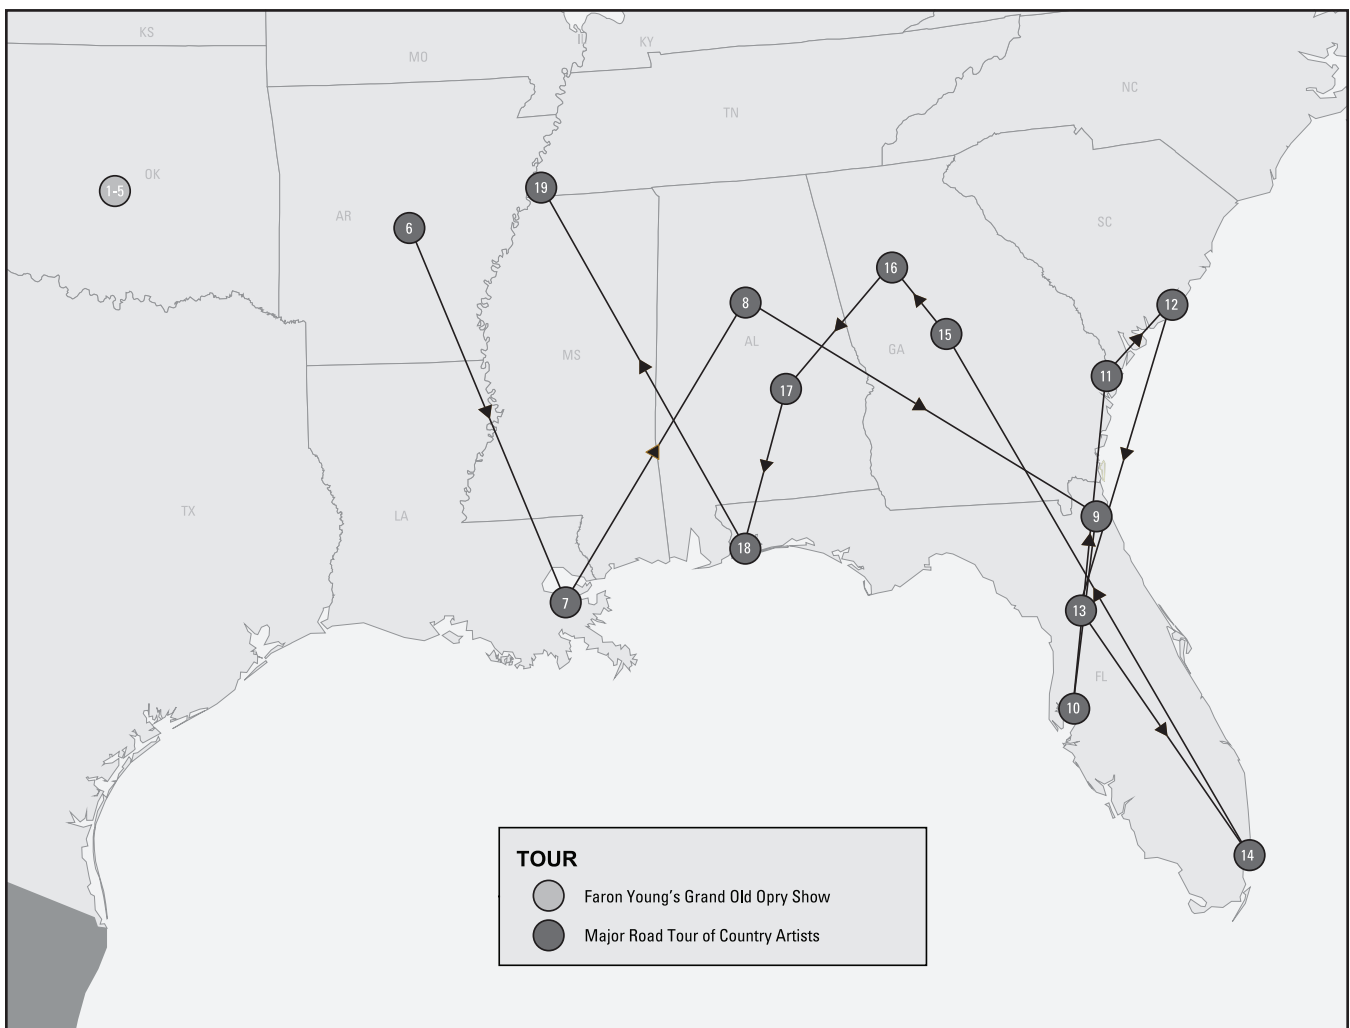 KS
MO
IL
KY
NC
TN
OK
1-5
19
AR
6
SC
16
12
8
AL
15
GA
MS
11
17
TX
LA
9
18
7
13
FL
10
14
TOUR
Faron Young's Grand Old Opry Show
Major Road Tour of Country Artists